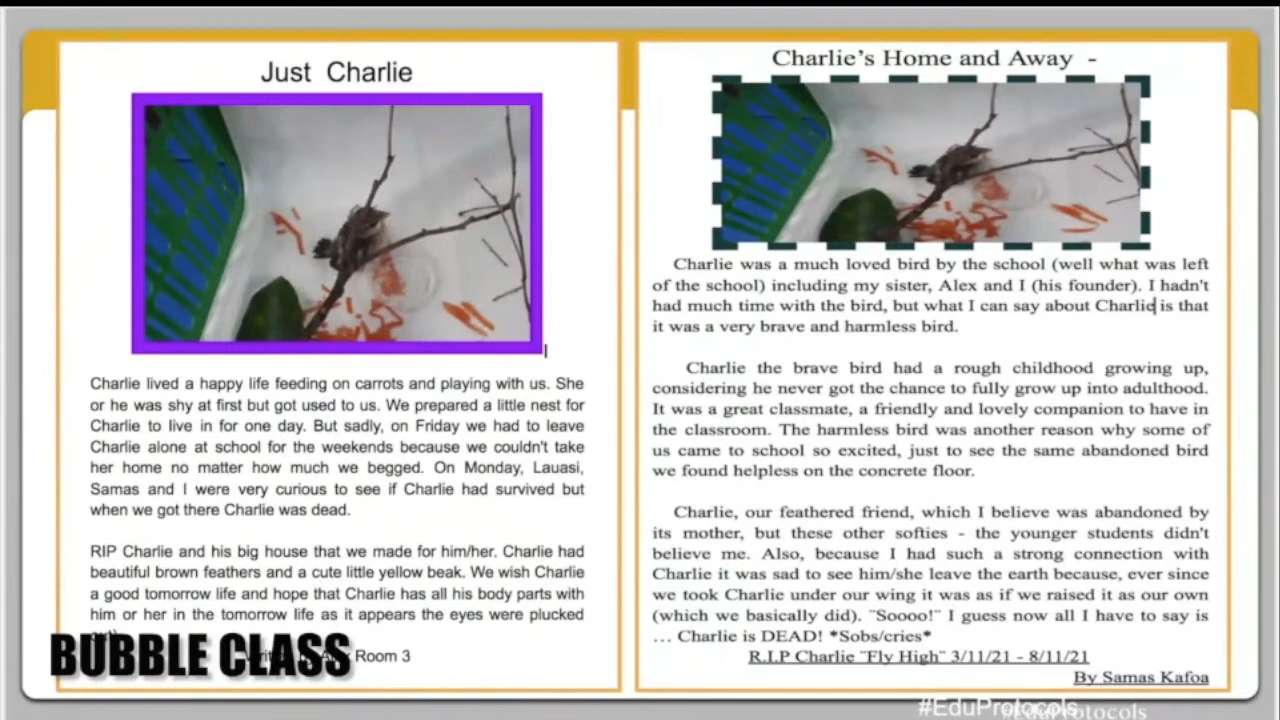 Just Charlie
Charlie lived a happy life feeding on carrots and playing with us. She
or he was shy at first but got used to us. We prepared a little nest for
Charlie to live in for one day. But sadly, on Friday we had to leave
Charlie alone at school for the weekends because we couldn't take
her home no matter how much we begged. On Monday, Lauasi,
Samas and I were very curious to see if Charlie had survived but
when we got there Charlie was dead.
RIP Charlie and his big house that we made for him/her. Charlie had
beautiful brown feathers and a cute little yellow beak. We wish Charlie
a good tomorrow life and hope that Charlie has all his body parts with
him or her in the tomorrow life as it appears the eyes were plucked
Room 3
BUBBLE CLASS
Charlie's Home and Away -
Charlie was a much loved bird by the school (well what was left
of the school) including my sister, Alex and I (his founder). I hadn't
had much time with the bird, but what I can say about Charlie is that
it was a very brave and harmless bird.
Charlie the brave bird had a rough childhood growing up,
considering he never got the chance to fully grow up into adulthood.
It was a great classmate, a friendly and lovely companion to have in
the classroom. The harmless bird was another reason why some of
us came to school so excited, just to see the same abandoned bird
we found helpless on the concrete floor.
Charlie, our feathered friend, which I believe was abandoned by
its mother, but these other softies - the younger students didn't
believe me. Also, because I had such a strong connection with
Charlie it was sad to see him/she leave the earth because, ever since
we took Charlie under our wing it was as if we raised it as our own
(which we basically did). "Soooo!" I guess now all I have to say is
... Charlie is DEAD! *Sobs/cries*
R.I.P Charlie "Fly High" 3/11/21 - 8/11/21
By Samas Kafoa
#EduProtocols
#EduProtocols